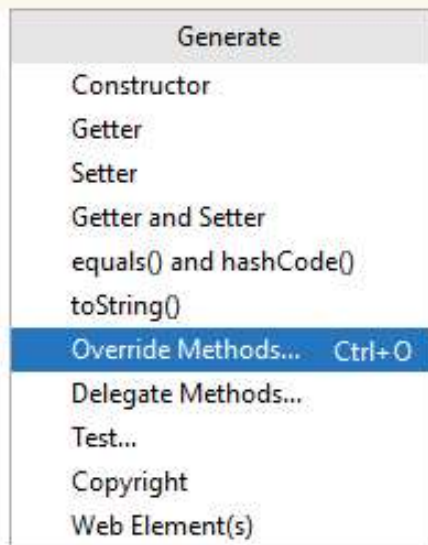 Generate
Constructor
Getter
Setter
Getter and Setter
equals() and hashCode()
toString()
Override Methods... Ctrl+O
Delegate Methods...
Test...
Copyright
Web Element(s)